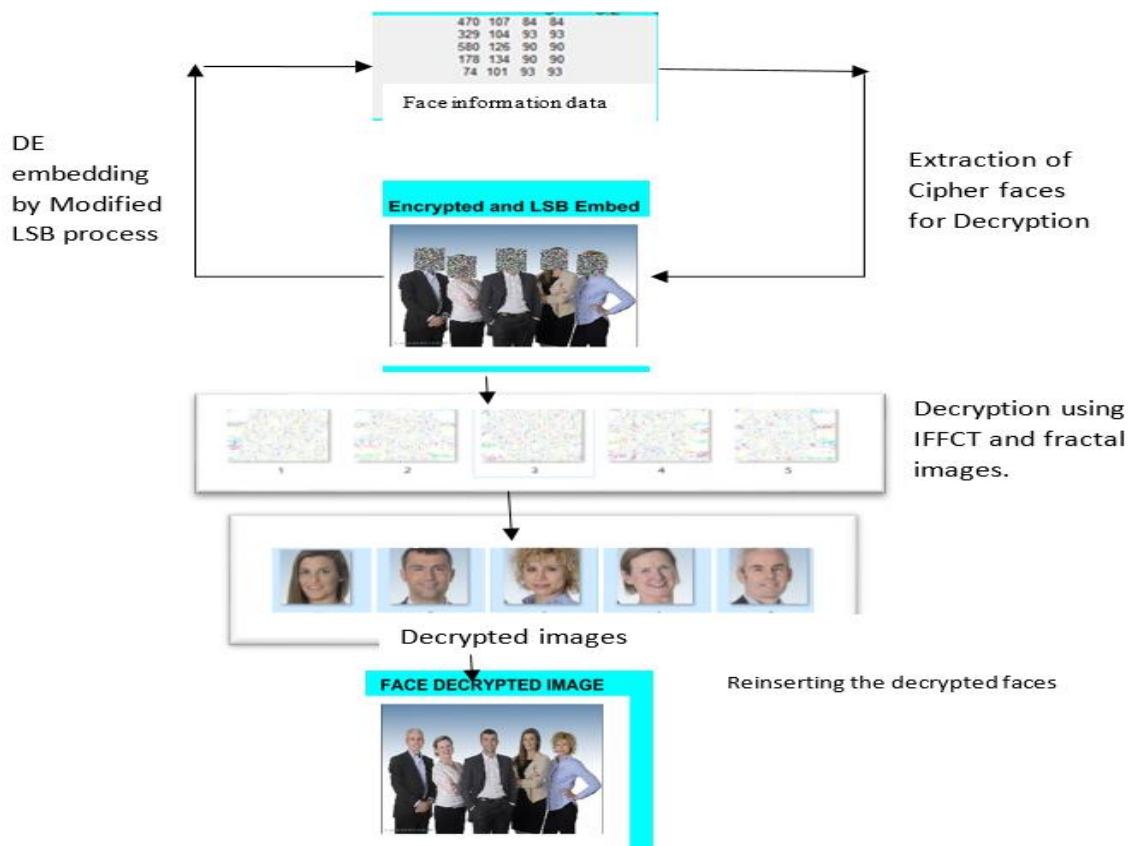 470 107 84 84
329 104 93 93
580 126 90 90
178 134 90 90
74 101 93 93
Face information data
DE
embedding
by Modified
LSB process
Extraction of
Cipher faces
for Decryption
Encrypted and LSB Embed
1 2 3 4 5
Decryption using
IFFCT and fractal
images.
Decrypted images
FACE DECRYPTED IMAGE
Reinserting the decrypted faces